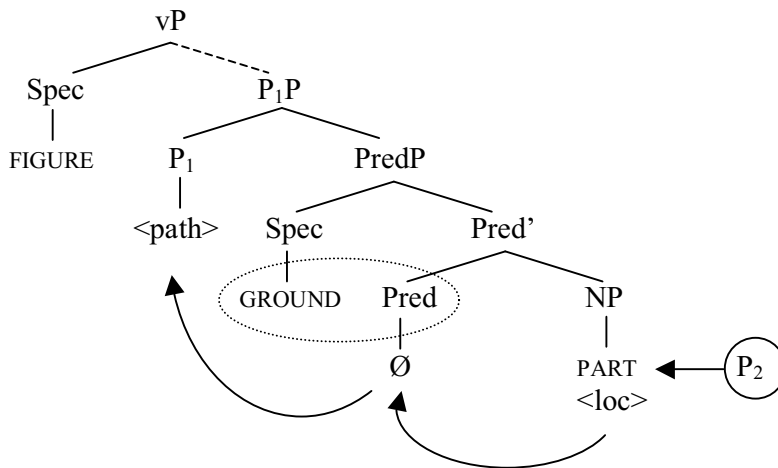 vP
Spec P₁P
FIGURE P₁ PredP
<path> Spec Pred’
GROUND Pred NP
Ø PART P₂
<loc>